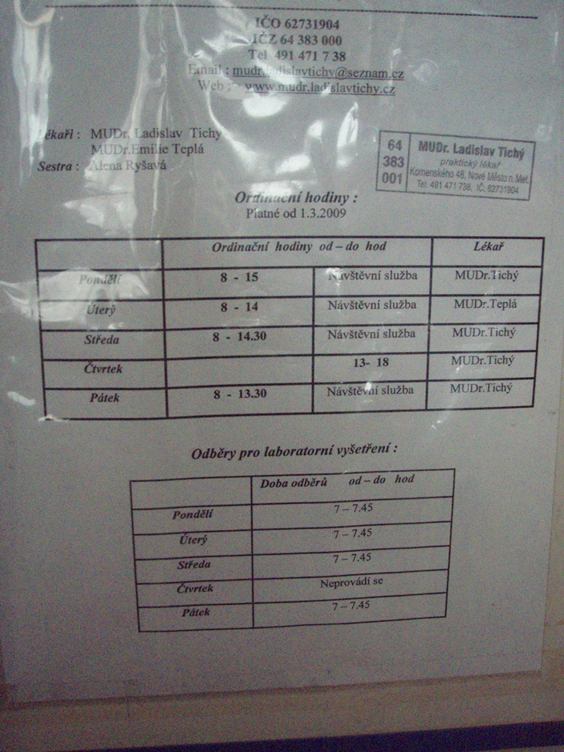 IČO 62731904
IČZ 64 383 000
Tel 491 471 7 38
Email : mudr.ladislavtichy@seznam.cz
Web : www.mudr.ladislavtichy.cz
Lékaři : MUDr. Ladislav Tichy
MUDr.Emilie Teplá
Sestra : Alena Ryšavá
64 383 001
MUDr. Ladislav Tichý
praktický lékař
Komenského 48, Nové Město n. Met.
Tel. 491 471 738, IČ: 62731904
Ordinační hodiny :
Platné od 1.3.2009
Ordinační hodiny od – do hod Lékař
Pondělí 8 - 15 Návštěvní služba MUDr.Tichý
Úterý 8 - 14 Návštěvní služba MUDr.Teplá
Středa 8 - 14.30 Návštěvní služba MUDr.Tichý
Čtvrtek 13- 18 MUDr.Tichý
Pátek 8 - 13.30 Návštěvní služba MUDr.Tichý
Odběry pro laboratorní vyšetření :
Doba odběrů od – do hod
Pondělí 7 – 7.45
Úterý 7 – 7.45
Středa 7 – 7.45
Čtvrtek Neprovádí se
Pátek 7 – 7.45